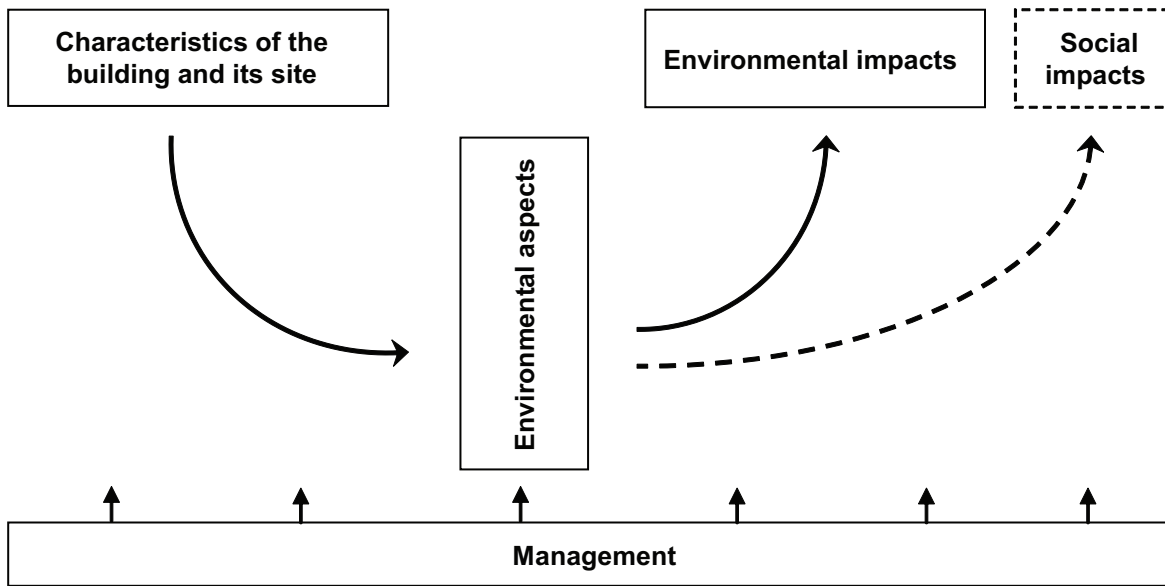 Characteristics of the
building and its site
Environmental impacts
Social
impacts
Environmental aspects
Management